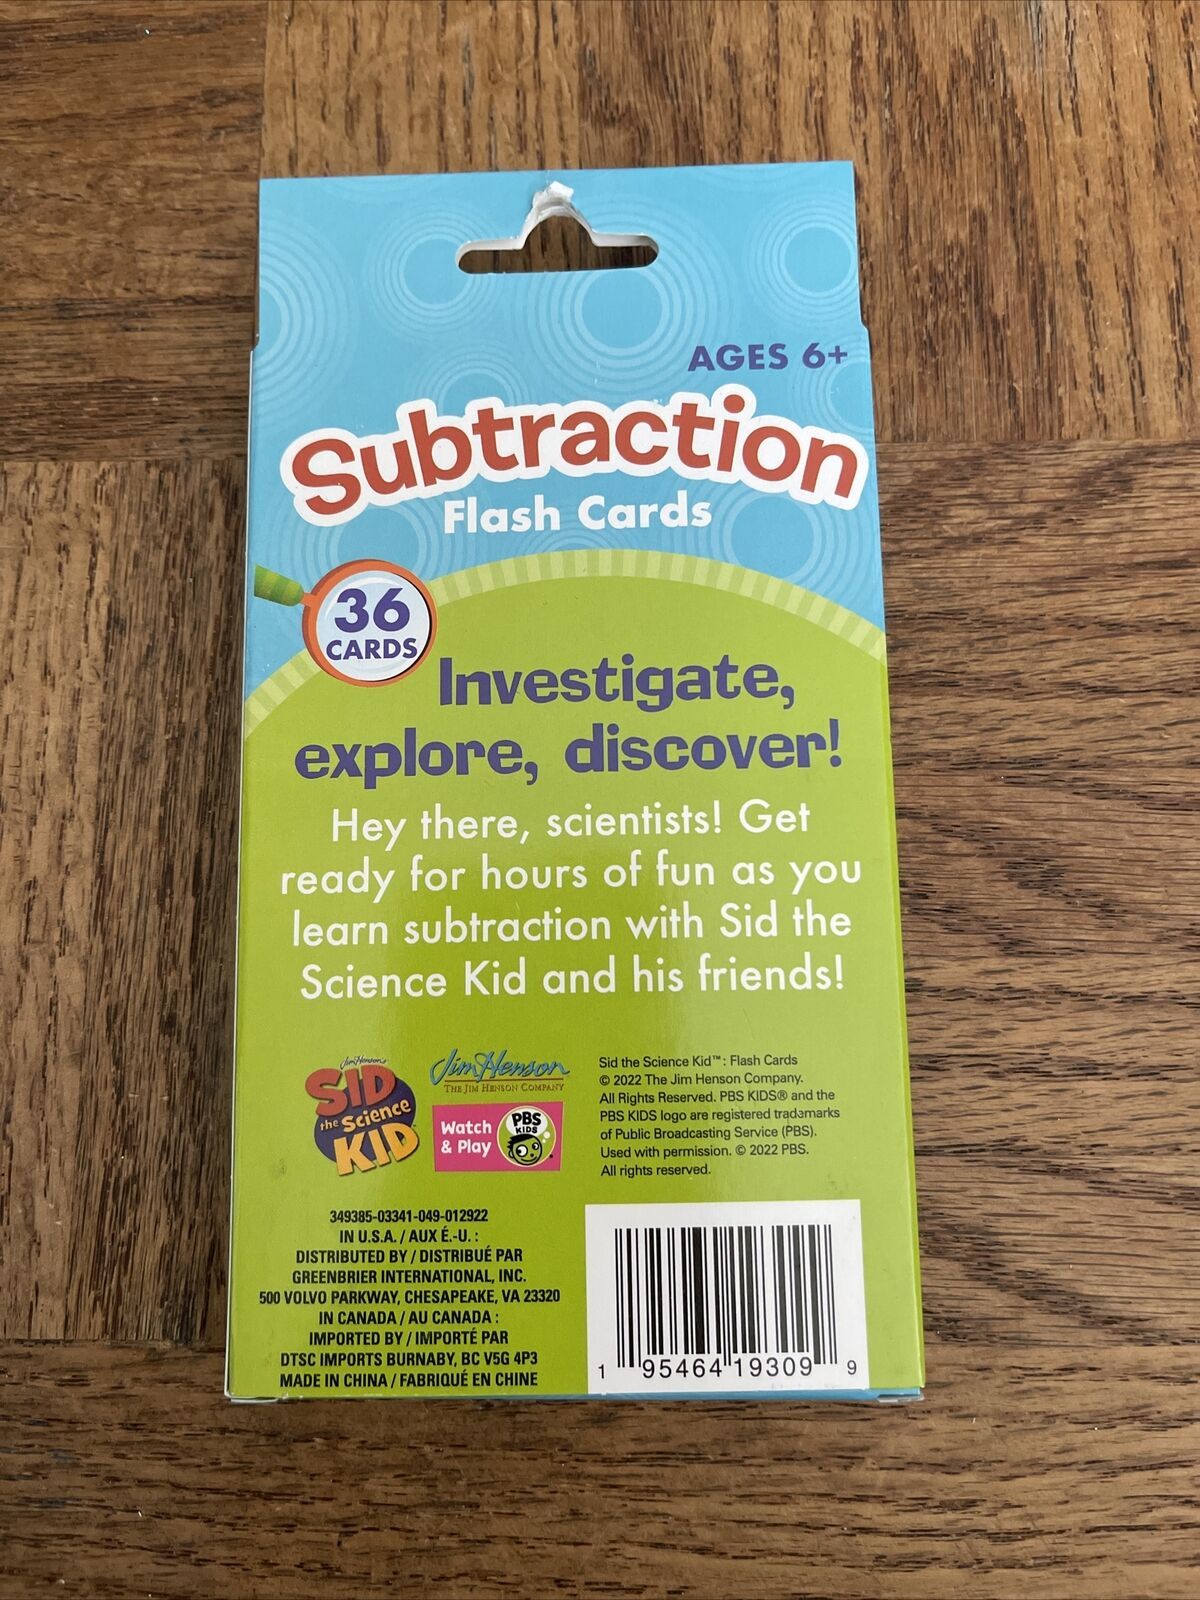 AGES 6+
Subtraction
Flash Cards
36
CARDS
Investigate,
explore, discover!
Hey there, scientists! Get
ready for hours of fun as you
learn subtraction with Sid the
Science Kid and his friends!
Jim Henson's
SID
the Science
KID
Jim Henson
THE JIM HENSON COMPANY
Watch
& Play
PBS
KIDS
Sid the Science Kid™: Flash Cards
© 2022 The Jim Henson Company.
All Rights Reserved. PBS KIDS® and the
PBS KIDS logo are registered tradamarks
of Public Broadcasting Service (PBS).
Used with permission. © 2022 PBS.
All rights reserved.
349385-03341-049-012922
IN U.S.A. / AUX É.-U. :
DISTRIBUTED BY / DISTRIBUÉ PAR
GREENBRIER INTERNATIONAL, INC.
500 VOLVO PARKWAY, CHESAPEAKE, VA 23320
IN CANADA / AU CANADA :
IMPORTED BY / IMPORTÉ PAR
DTSC IMPORTS BURNABY, BC V5G 4P3
MADE IN CHINA / FABRIQUÉ EN CHINE
1 95464 19309 9